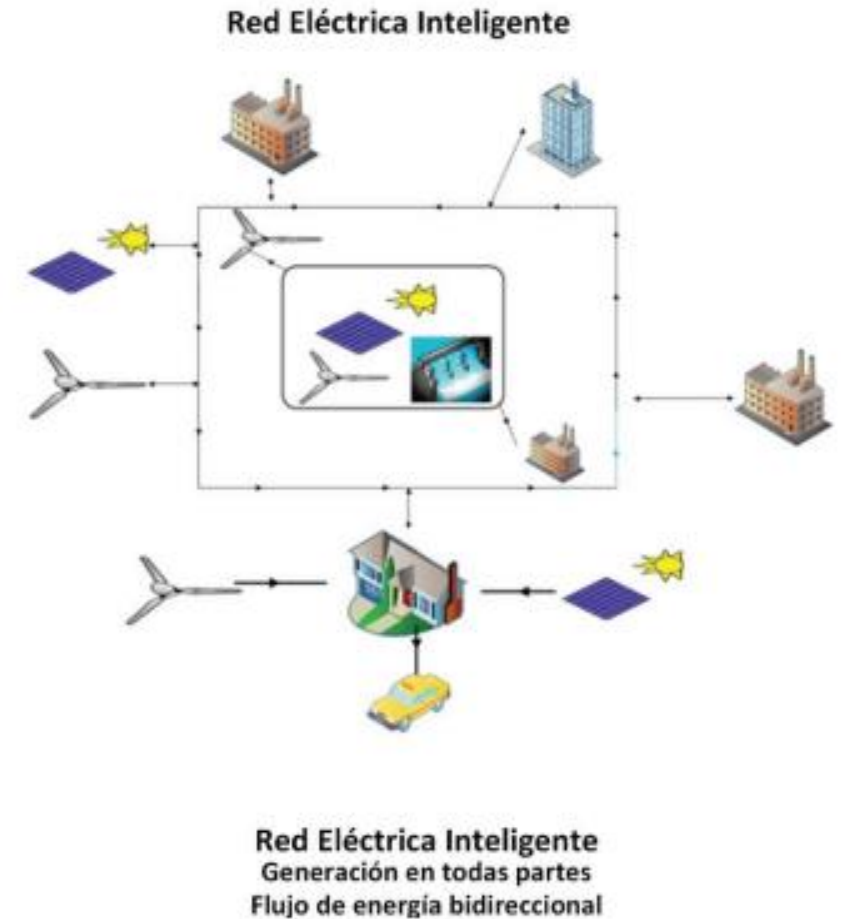 Red Eléctrica Inteligente
Red Eléctrica Inteligente
Generación en todas partes
Flujo de energía bidireccional